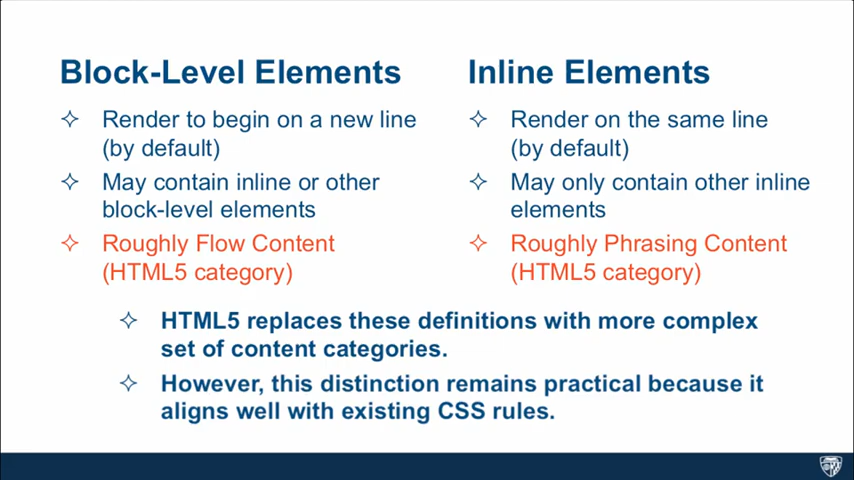 Block-Level Elements
Render to begin on a new line
(by default)
May contain inline or other
block-level elements
Roughly Flow Content
(HTML5 category)
Inline Elements
Render on the same line
(by default)
May only contain other inline
elements
Roughly Phrasing Content
(HTML5 category)
HTML5 replaces these definitions with more complex
set of content categories.
However, this distinction remains practical because it
aligns well with existing CSS rules.